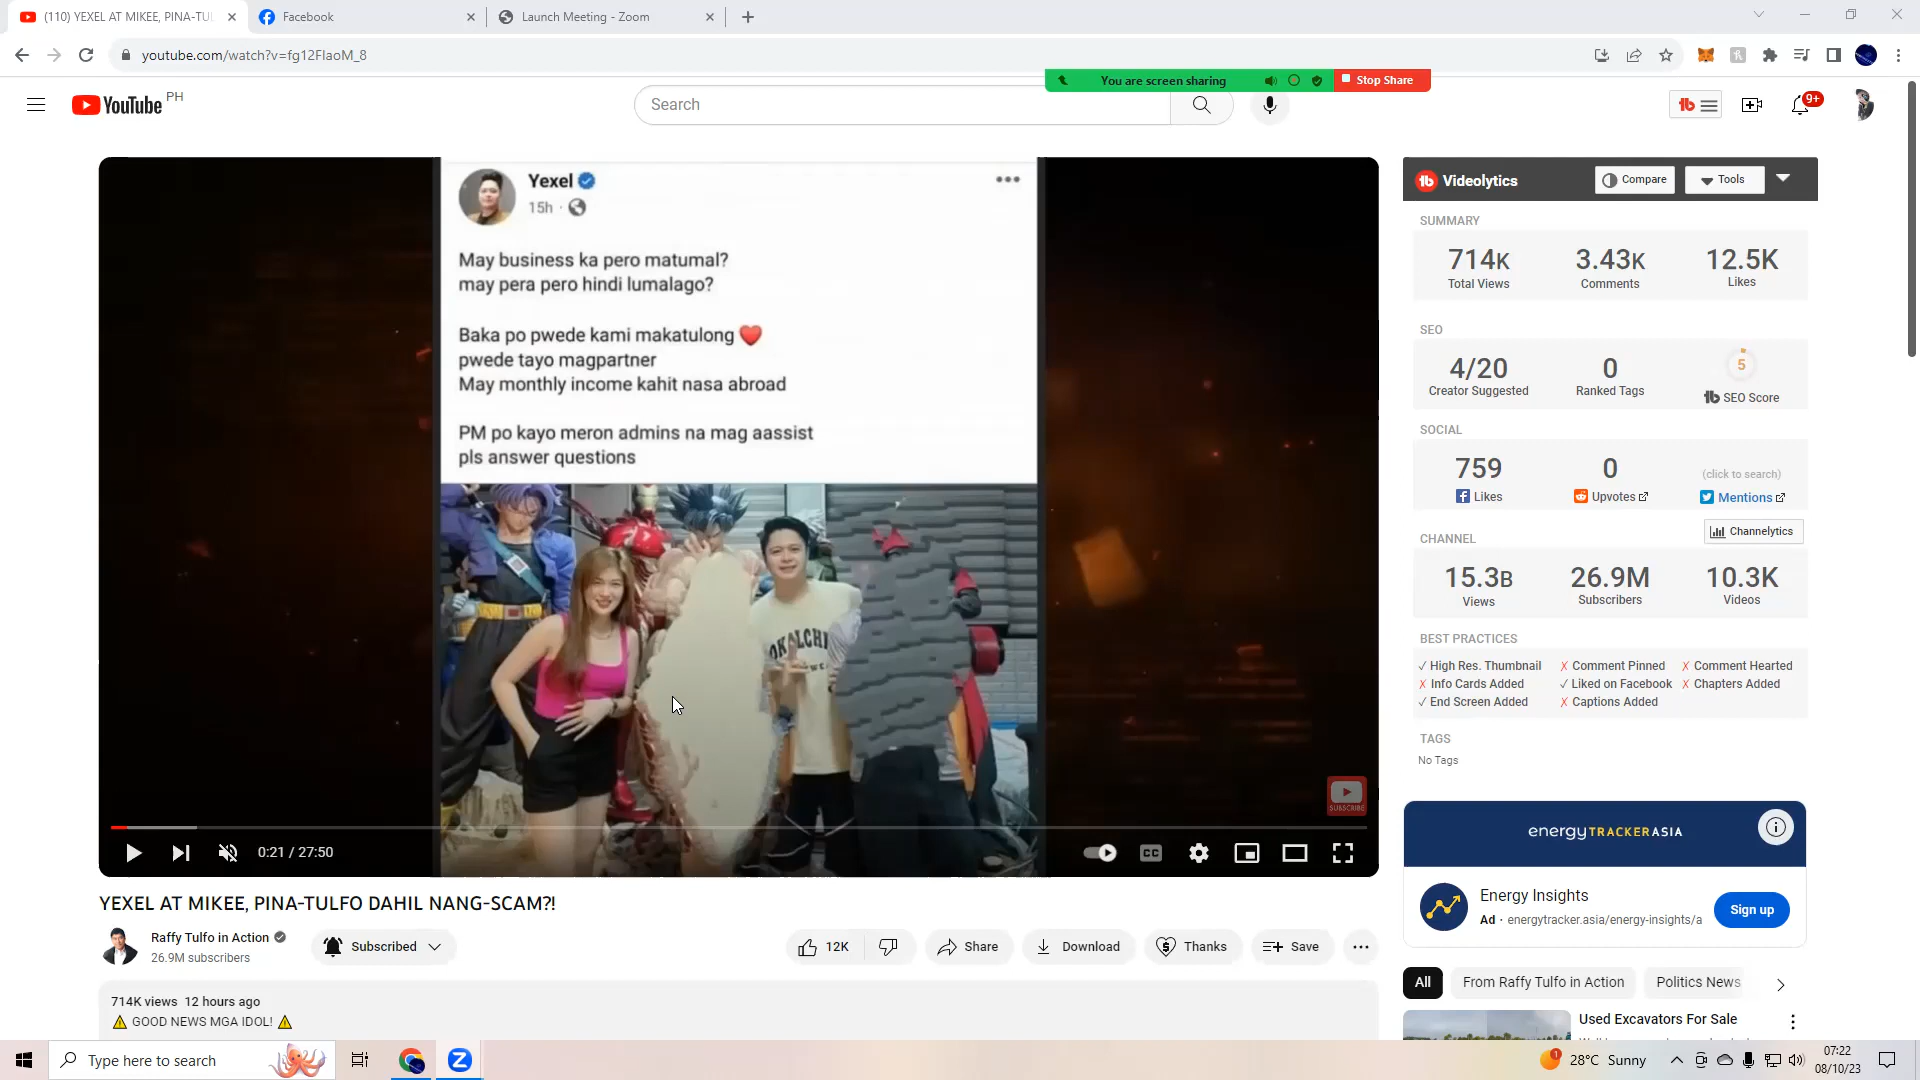 (110) YEXEL AT MIKEE, PINA-TUL
Facebook
Launch Meeting - Zoom
youtube.com/watch?v=fg12FlaoM_8
You are screen sharing
Stop Share
YouTube PH
Search
9+
Yexel
15h
May business ka pero matumal?
may pera pero hindi lumalago?
Baka po pwede kami makatulong
pwede tayo magpartner
May monthly income kahit nasa abroad
PM po kayo meron admins na mag aassist
pls answer questions
SUBSCRIBE
0:21 / 27:50
CC
YEXEL AT MIKEE, PINA-TULFO DAHIL NANG-SCAM?!
Raffy Tulfo in Action
26.9M subscribers
Subscribed
12K
Share
Download
Thanks
Save
714K views 12 hours ago
GOOD NEWS MGA IDOL!
tb
Videolytics
Compare
Tools
SUMMARY
714K 3.43K 12.5K
Total Views Comments Likes
SEO
4/20 0 5
Creator Suggested Ranked Tags tb SEO Score
SOCIAL
759 0 (click to search)
Likes Upvotes Mentions
CHANNEL
Channelytics
15.3B 26.9M 10.3K
Views Subscribers Videos
BEST PRACTICES
✓ High Res. Thumbnail ✗ Comment Pinned ✗ Comment Hearted
✗ Info Cards Added ✓ Liked on Facebook ✗ Chapters Added
✓ End Screen Added ✗ Captions Added
TAGS
No Tags
energyTRACKERASIA
Energy Insights
Ad · energytracker.asia/energy-insights/a
Sign up
All
From Raffy Tulfo in Action
Politics News
Used Excavators For Sale
Type here to search
1
28°C Sunny
07:22
08/10/23